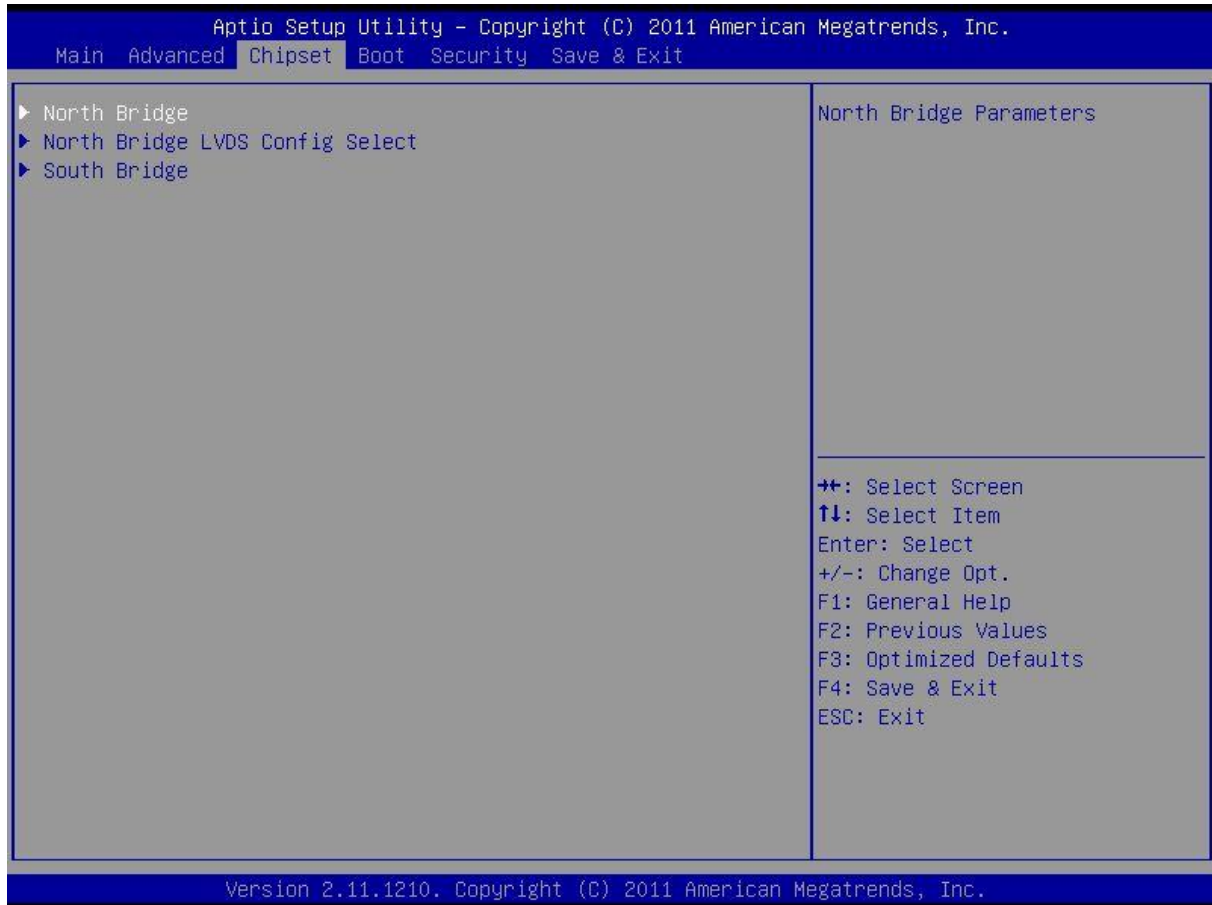 Aptio Setup Utility – Copyright (C) 2011 American Megatrends, Inc.
Main Advanced Chipset Boot Security Save & Exit
► North Bridge
► North Bridge LVDS Config Select
► South Bridge
North Bridge Parameters
→←: Select Screen
↑↓: Select Item
Enter: Select
+/-: Change Opt.
F1: General Help
F2: Previous Values
F3: Optimized Defaults
F4: Save & Exit
ESC: Exit
Version 2.11.1210. Copyright (C) 2011 American Megatrends, Inc.